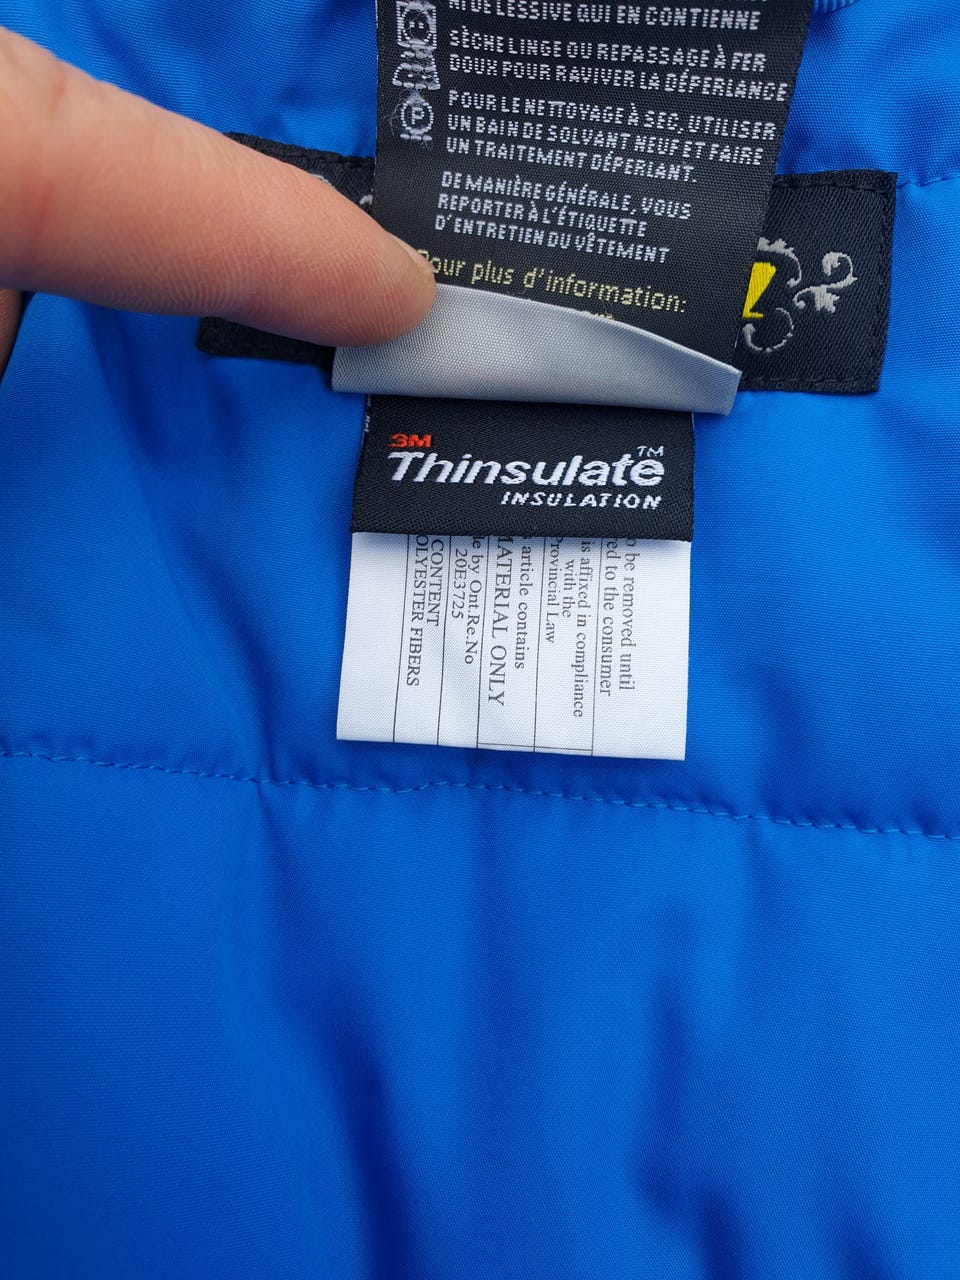 NI DE LESSIVE QUI EN CONTIENNE
SÈCHE LINGE OU REPASSAGE À FER
DOUX POUR RAVIVER LA DÉPERLANCE
POUR LE NETTOYAGE À SEC, UTILISER
UN BAIN DE SOLVANT NEUF ET FAIRE
UN TRAITEMENT DÉPERLANT.
DE MANIÈRE GÉNÉRALE, VOUS
REPORTER À L'ÉTIQUETTE
D'ENTRETIEN DU VÊTEMENT
Pour plus d'information:
P
3M
Thinsulate™
INSULATION
o be removed until
ed to the consumer
is affixed in compliance
with the
Provincial Law
s article contains
MATERIAL ONLY
le by Ont.Re.No
20E3725
CONTENT
OLYESTER FIBERS